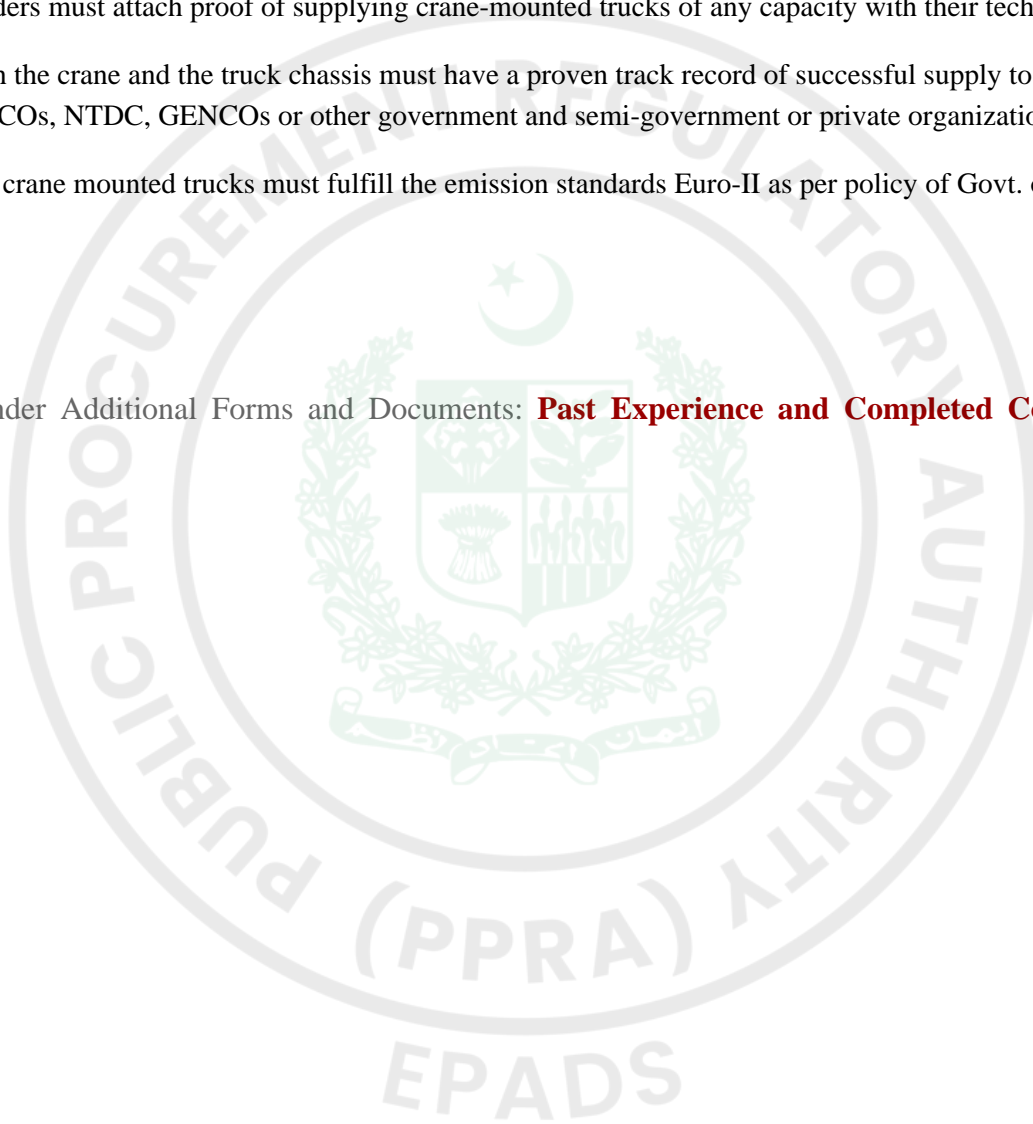 ders must attach proof of supplying crane-mounted trucks of any capacity with their tech
n the crane and the truck chassis must have a proven track record of successful supply to
COs, NTDC, GENCOs or other government and semi-government or private organizatio
crane mounted trucks must fulfill the emission standards Euro-II as per policy of Govt.
nder Additional Forms and Documents: Past Experience and Completed Co
PUBLIC PROCUREMENT REGULATORY AUTHORITY
(PPRA)
EPADS